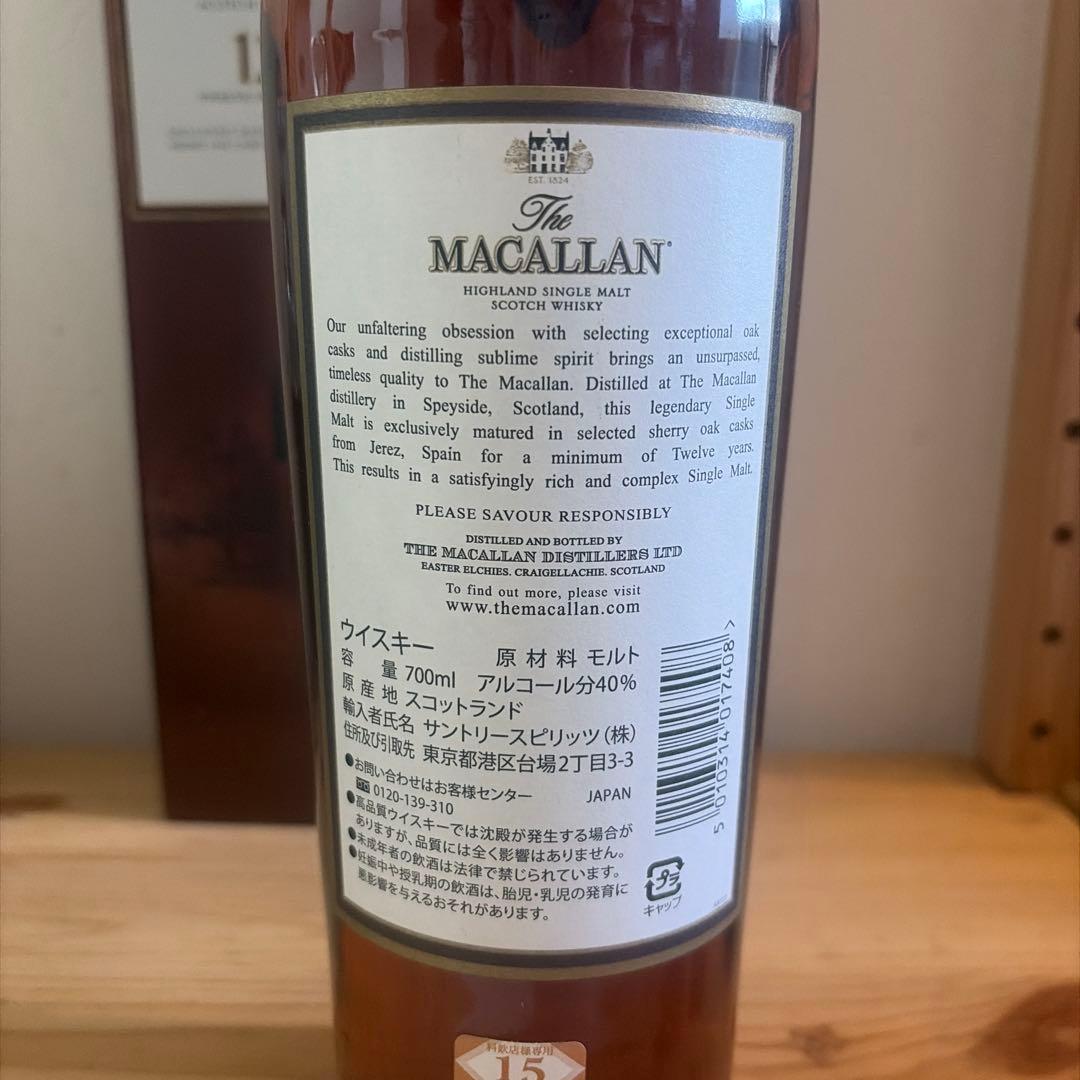 EST. 1824
The
MACALLAN
HIGHLAND SINGLE MALT
SCOTCH WHISKY
Our unfaltering obsession with selecting exceptional oak
casks and distilling sublime spirit brings an unsurpassed,
timeless quality to The Macallan. Distilled at The Macallan
distillery in Speyside, Scotland, this legendary Single
Malt is exclusively matured in selected sherry oak casks
from Jerez, Spain for a minimum of Twelve years.
This results in a satisfyingly rich and complex Single Malt.
PLEASE SAVOUR RESPONSIBLY
DISTILLED AND BOTTLED BY
THE MACALLAN DISTILLERS LTD
EASTER ELCHIES. CRAIGELLACHIE. SCOTLAND
To find out more, please visit
www.themacallan.com
ウイスキー 原材料 モルト
容量 700ml アルコール分40%
原産地 スコットランド
輸入者氏名 サントリースピリッツ(株)
住所及び引取先 東京都港区台場2丁目3-3
●お問い合わせはお客様センター JAPAN
0120-139-310
●高品質ウイスキーでは沈殿が発生する場合が
ありますが、品質には全く影響はありません。
●未成年者の飲酒は法律で禁じられています。
●妊娠中や授乳期の飲酒は、胎児・乳児の発育に
悪影響を与えるおそれがあります。
5 010314 017408 >
プラ
キャップ
料飲店様専用
15